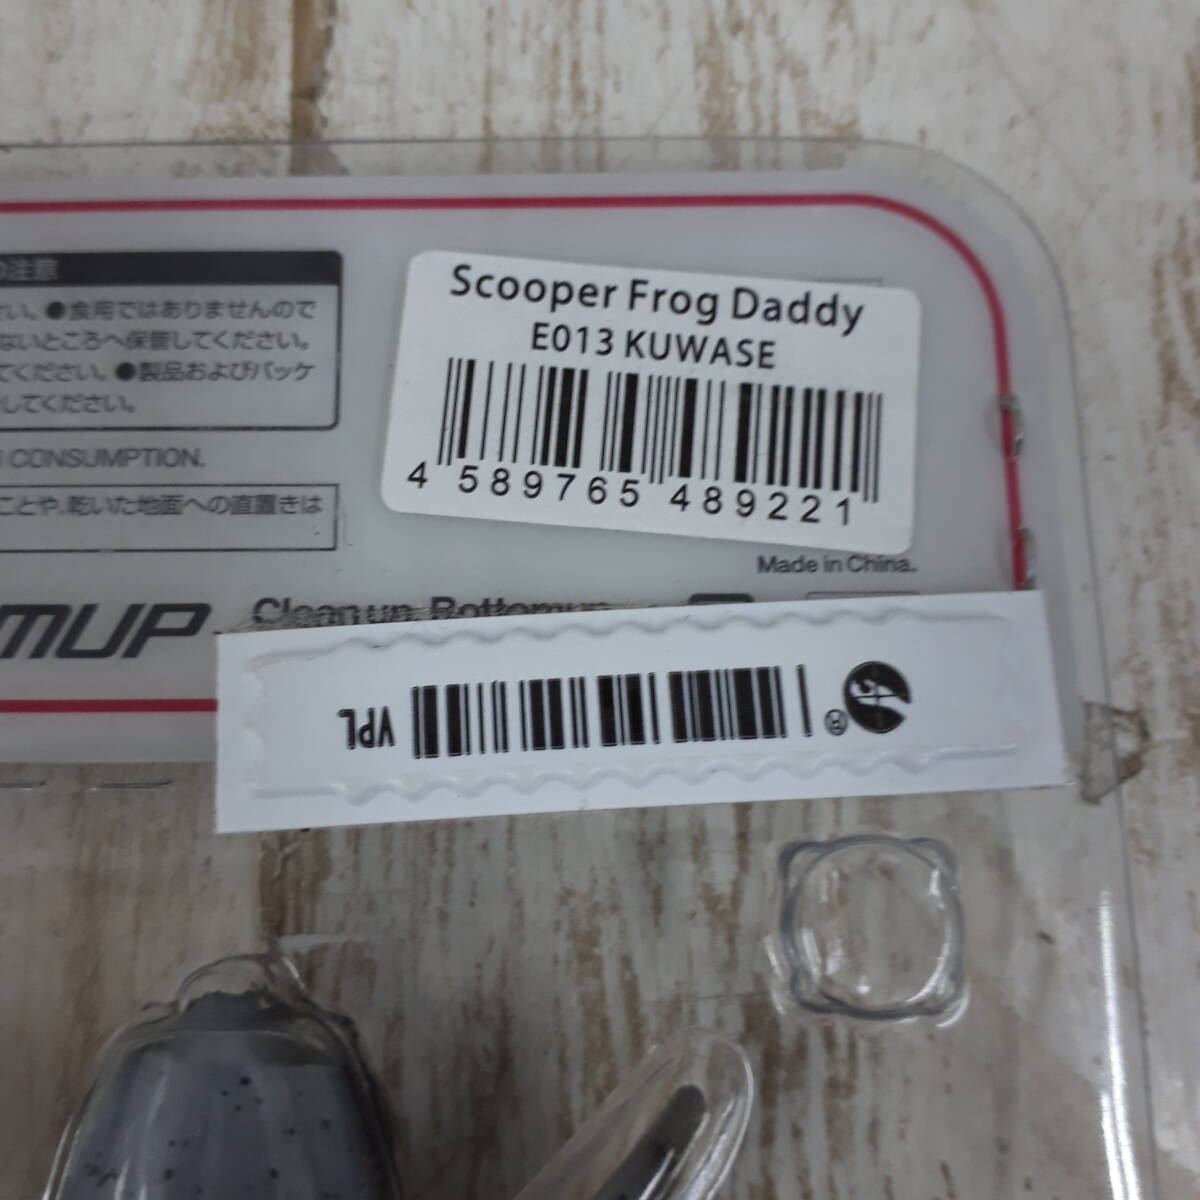 の注意
さい。●食用ではありませんので
ないところへ保管してください。
てください。●製品およびパッケ
してください。
CONSUMPTION.
ことや、乾いた地面への直置きは
Scooper Frog Daddy
E013 KUWASE
4 589765 489221
Made in China.
MUP
Clean up, Bottomup
VPL
®